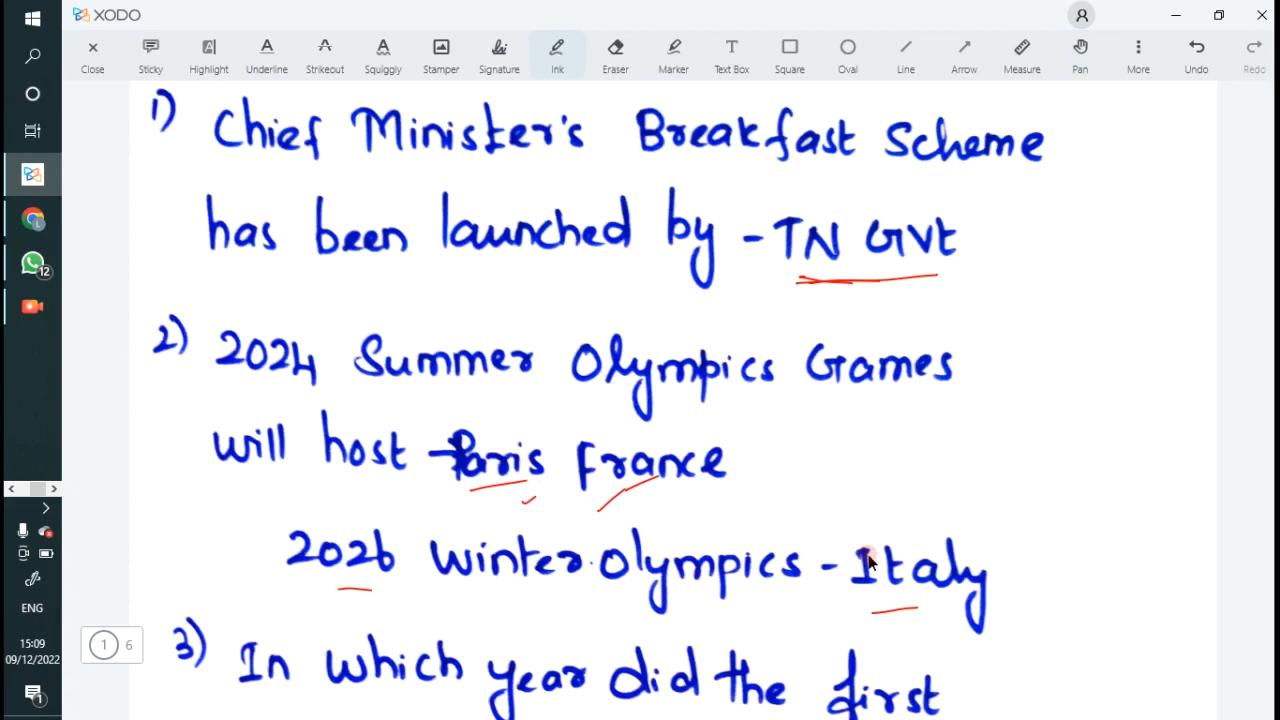 XODO
Close
Sticky
Highlight
Underline
Strikeout
Squiggly
Stamper
Signature
Ink
Eraser
Marker
Text Box
Square
Oval
Line
Arrow
Measure
Pan
More
Undo
Redo
1) Chief Minister's Breakfast Scheme
has been launched by - TN GVt
2) 2024 Summer Olympics Games
will host - Paris France
2026 Winter Olympics - Italy
3) In which year did the first
12
1 6
ENG
15:09
09/12/2022
1